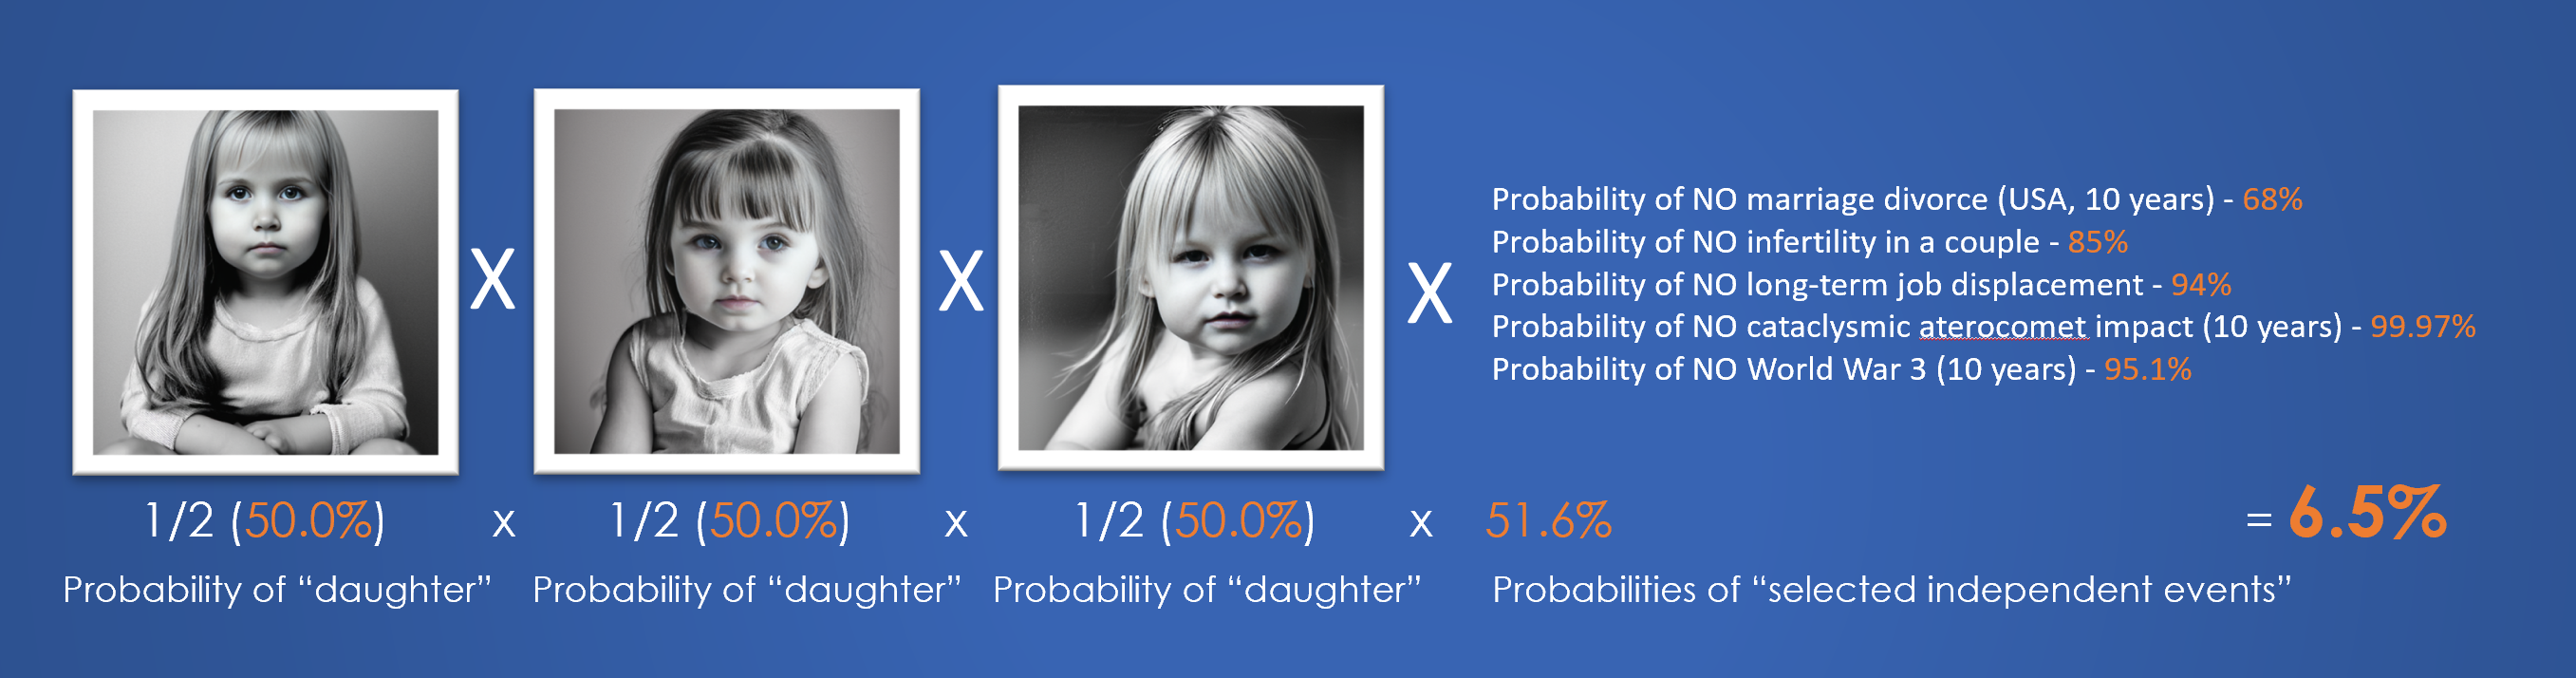 X
X
X
Probability of NO marriage divorce (USA, 10 years) - 68%
Probability of NO infertility in a couple - 85%
Probability of NO long-term job displacement - 94%
Probability of NO cataclysmic aterocomet impact (10 years) - 99.97%
Probability of NO World War 3 (10 years) - 95.1%
1/2 (50.0%) x 1/2 (50.0%) x 1/2 (50.0%) x 51.6% = 6.5%
Probability of “daughter” Probability of “daughter” Probability of “daughter” Probabilities of “selected independent events”